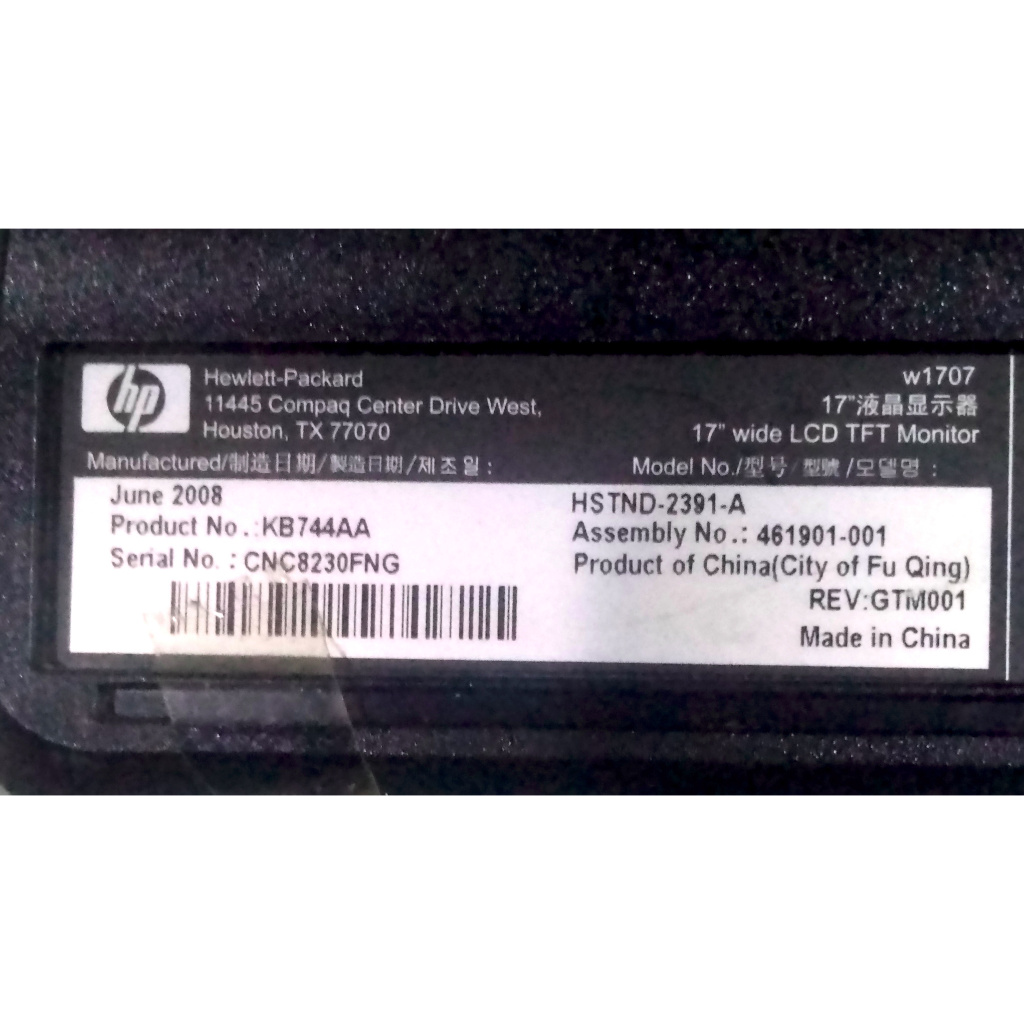 hp
Hewlett-Packard
11445 Compaq Center Drive West,
Houston, TX 77070
w1707
17"液晶显示器
17" wide LCD TFT Monitor
Manufactured/制造日期/製造日期/제조일:
Model No./型号/型號/모델명:
June 2008
Product No.:KB744AA
Serial No.: CNC8230FNG
HSTND-2391-A
Assembly No.: 461901-001
Product of China(City of Fu Qing)
REV:GTM001
Made in China